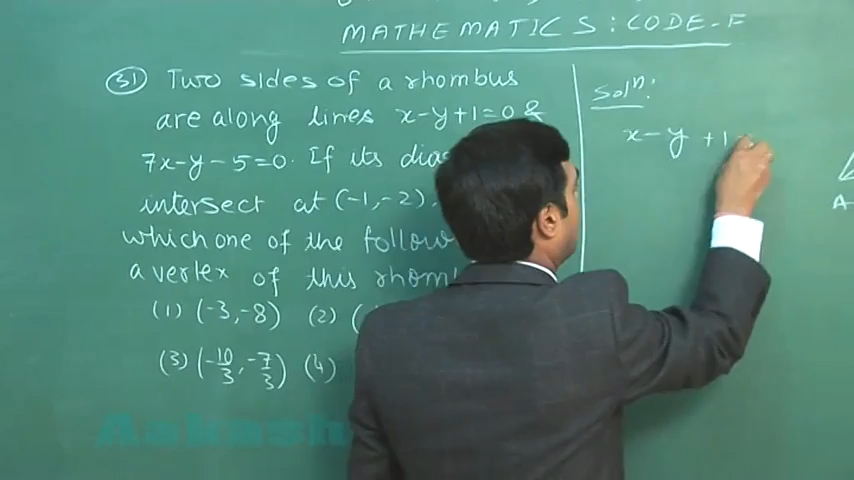 MATHEMATICS : CODE-F
(31) Two sides of a rhombus
are along lines x-y+1=0 &
7x-y-5=0. If its
intersect at (-1,-2),
which one of the
a vertex of this
(1) (-3,-8) (2) (
(3) (-10/3, -7/3) (4)
Solⁿ:
x-y+1
A
Aakash